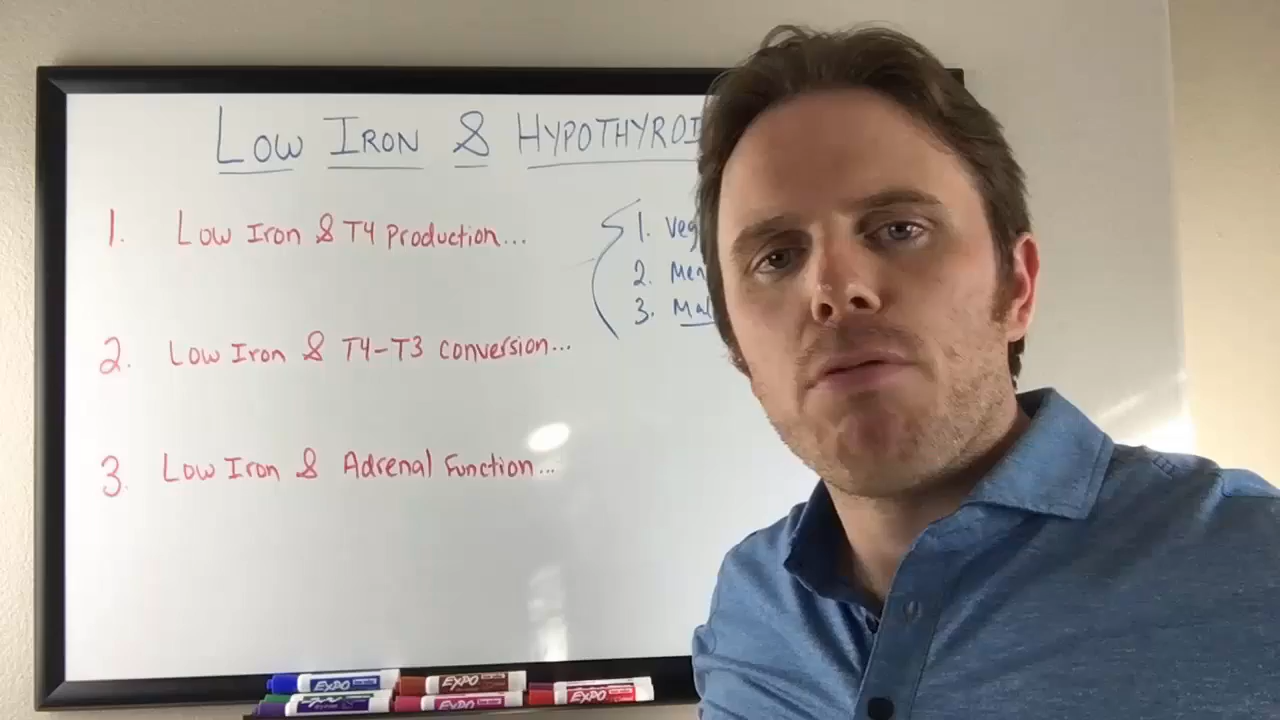 LOW IRON & HYPOTHYROI
1. Low Iron & T4 Production...
1. Veg
2. Men
3. Mal
2. Low Iron & T4-T3 conversion...
3. Low Iron & Adrenal Function...
EXPO
EXPO
EXPO
EXPO
EXPO